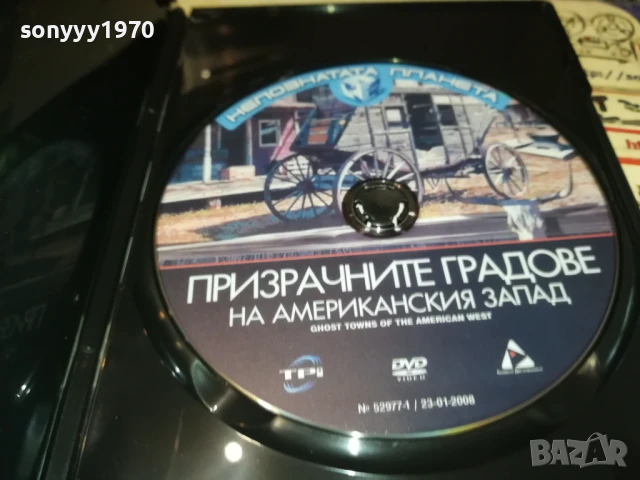 sonyyy1970
НЕПОЗНАТАТА ПЛАНЕТА
ПРИЗРАЧНИТЕ ГРАДОВЕ
НА АМЕРИКАНСКИЯ ЗАПАД
GHOST TOWNS OF THE AMERICAN WEST
TPI
DVD
VIDEO
№ 52977-1 / 23-01-2008
BAZAR